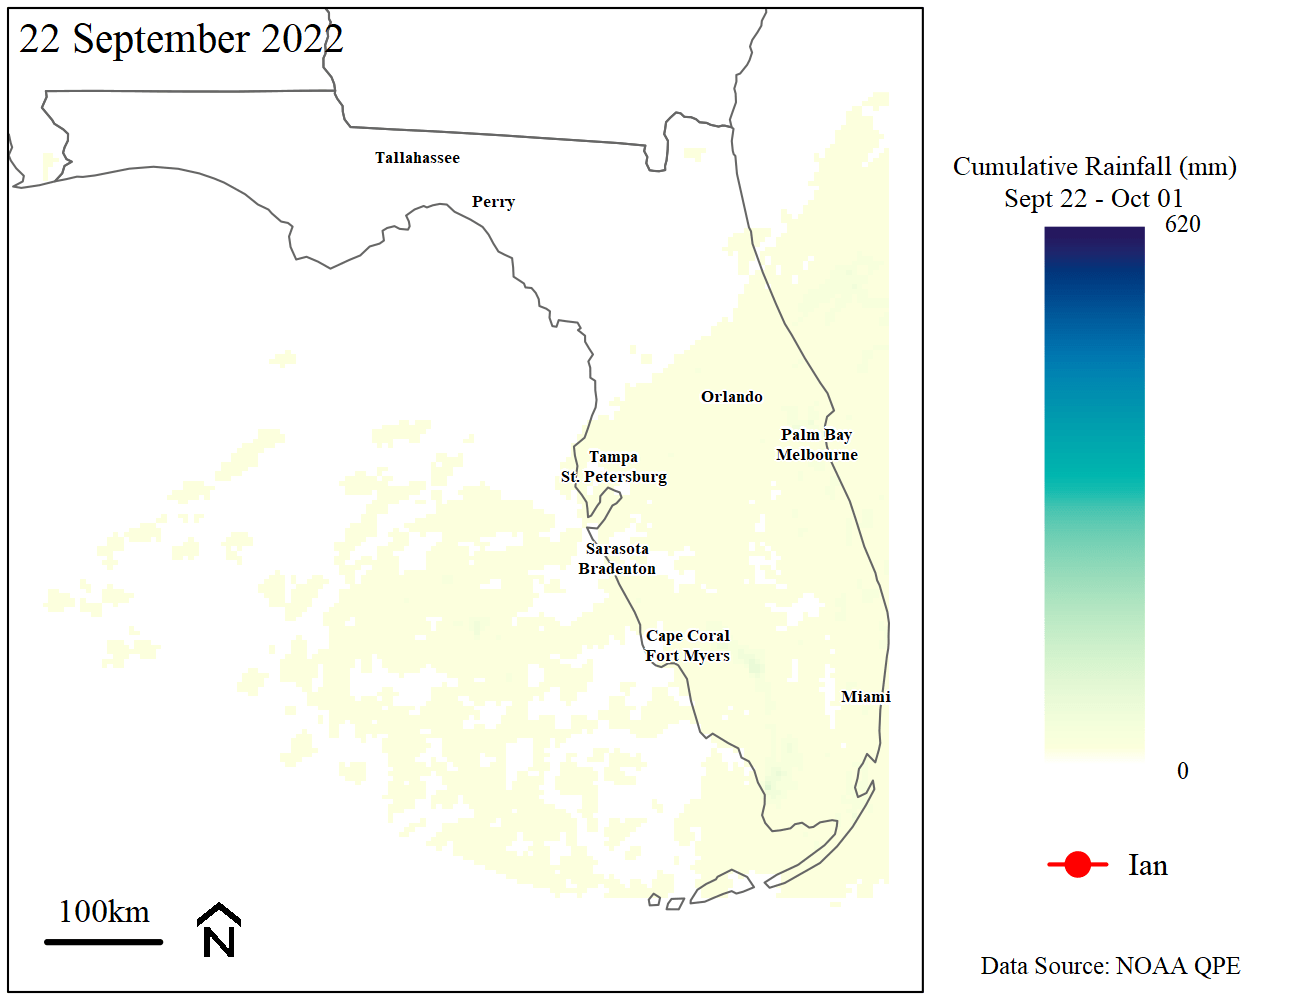 22 September 2022
Tallahassee
Perry
Orlando
Palm Bay
Melbourne
Tampa
St. Petersburg
Sarasota
Bradenton
Cape Coral
Fort Myers
Miami
100km
N
Cumulative Rainfall (mm)
Sept 22 - Oct 01
620
0
Ian
Data Source: NOAA QPE